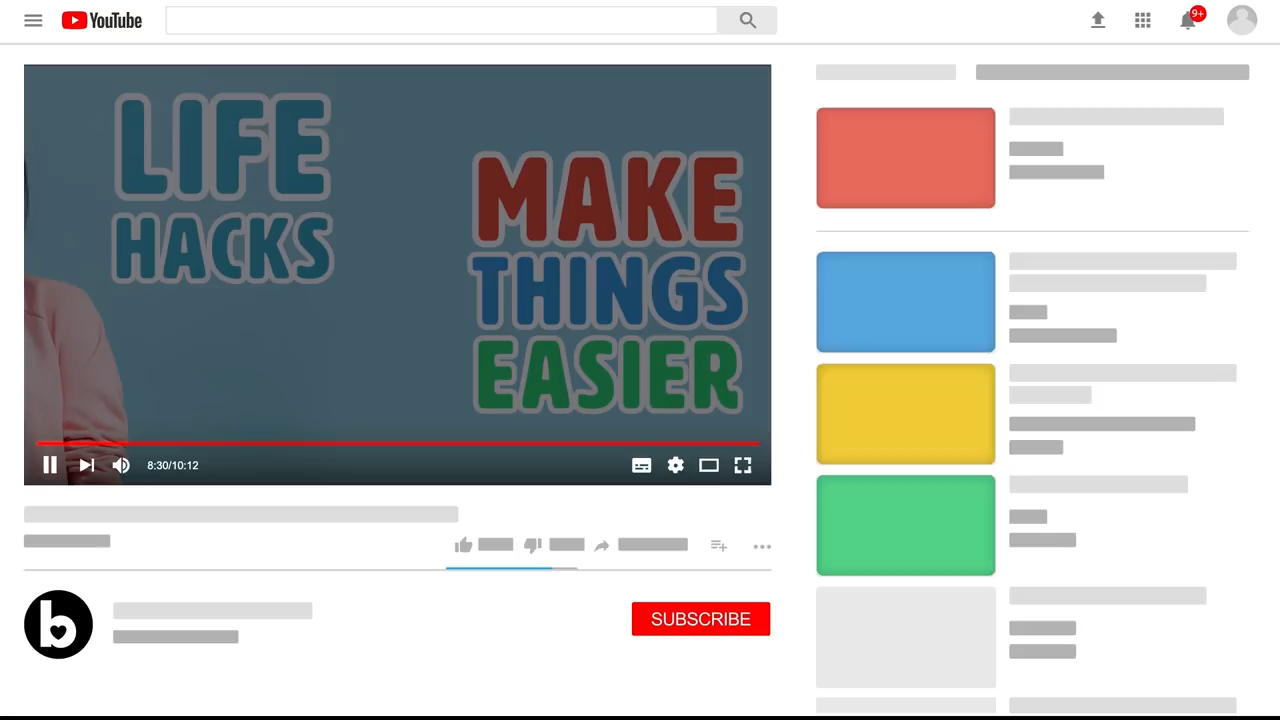 YouTube
9+
LIFE
HACKS
MAKE
THINGS
EASIER
8:30/10:12
b
SUBSCRIBE